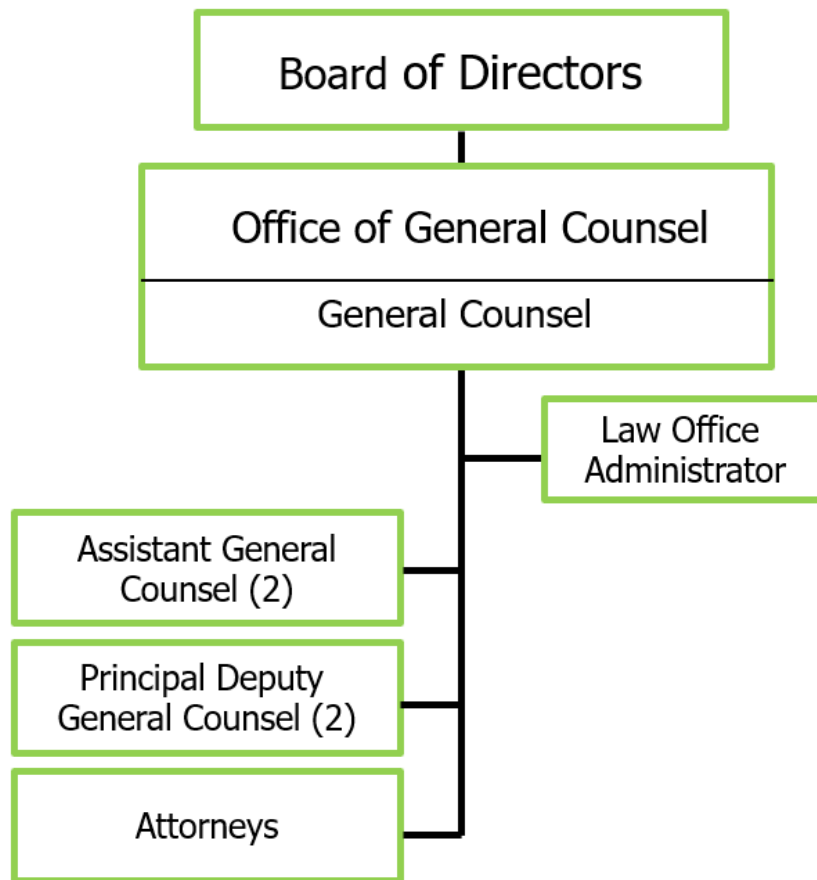 Board of Directors
Office of General Counsel
General Counsel
Law Office
Administrator
Assistant General
Counsel (2)
Principal Deputy
General Counsel (2)
Attorneys